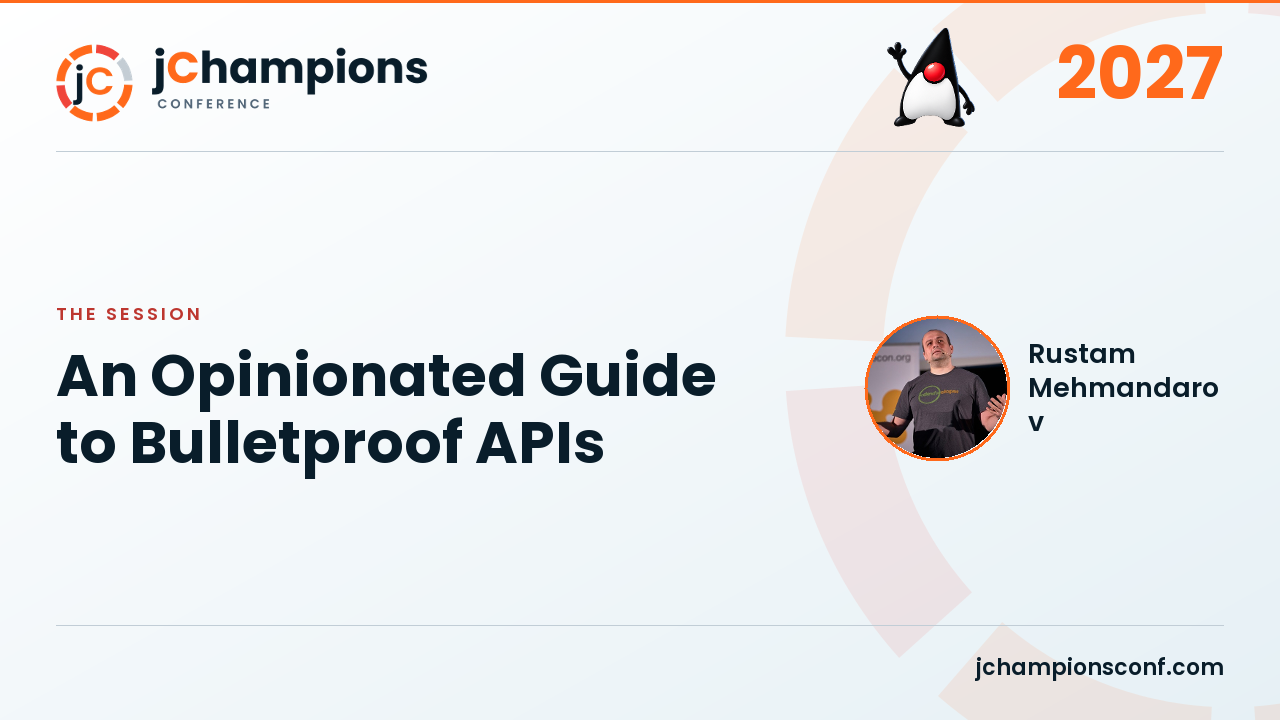 jC
jChampions
CONFERENCE
2027
THE SESSION
An Opinionated Guide
to Bulletproof APIs
Rustam
Mehmandaro
v
jchampionsconf.com